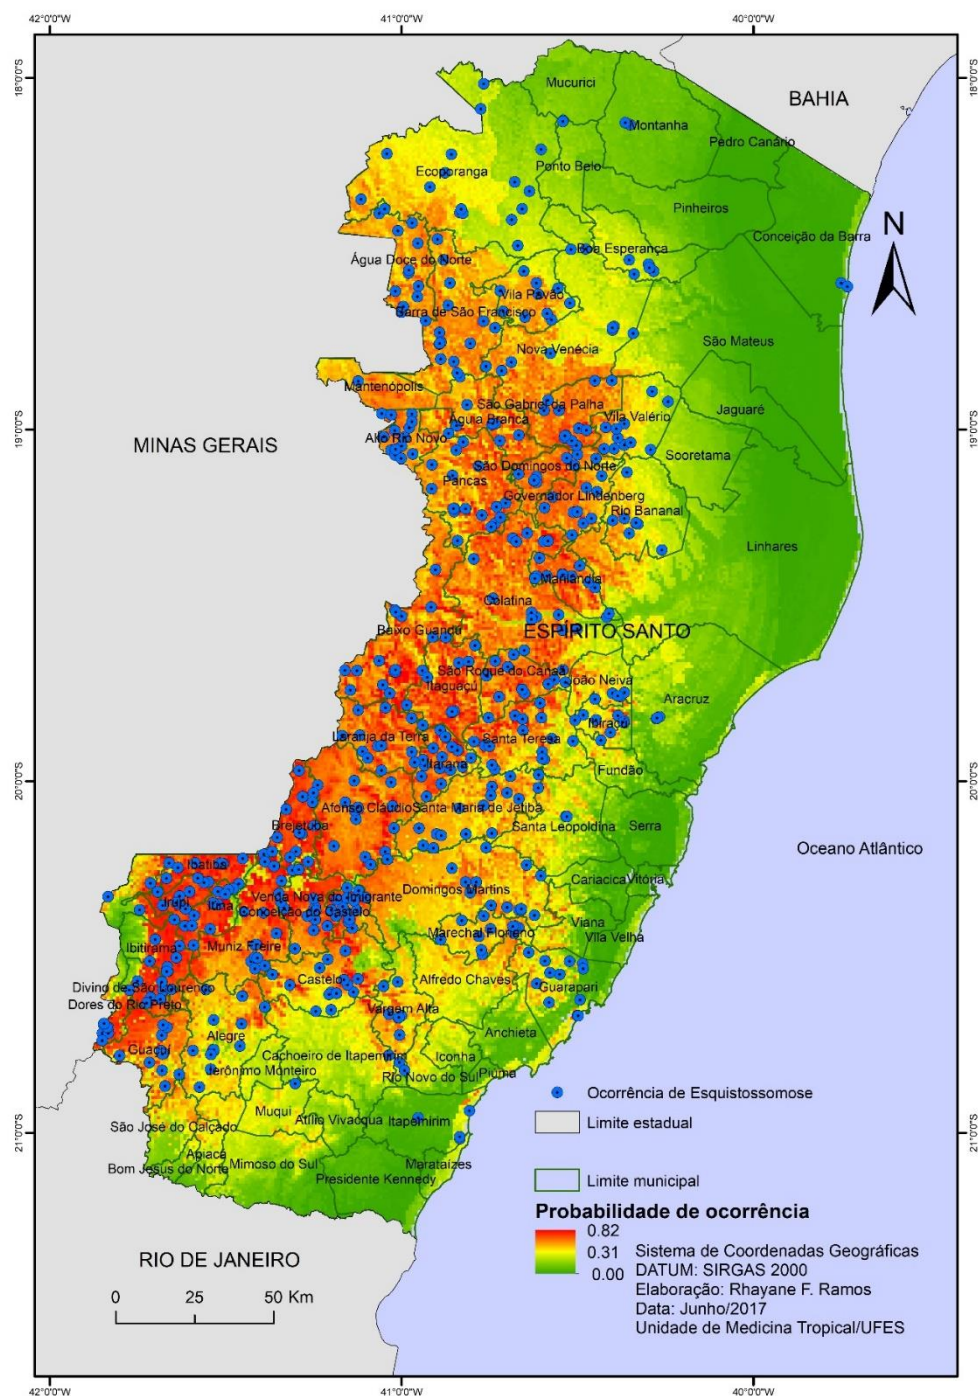 42°0'0"W
41°0'0"W
40°0'0"W
18°0'0"S
18°0'0"S
Mucurici
BAHIA
Montanha
Pedro Canário
Ecoporanga
Ponto Belo
Pinheiros
N
Conceição da Barra
Boa Esperança
Água Doce do Norte
Vila Pavão
Barra de São Francisco
São Mateus
Nova Venécia
Mantenópolis
São Gabriel da Palha
Jaguaré
Águia Branca
Vila Valério
19°0'0"S
19°0'0"S
MINAS GERAIS
Alto Rio Novo
Sooretama
São Domingos do Norte
Pancas
Governador Lindenberg
Rio Bananal
Linhares
Marilândia
Colatina
Baixo Guandu
ESPÍRITO SANTO
São Roque do Canaã
João Neiva
Itaguaçu
Aracruz
Ibiraçu
Laranja da Terra
Santa Teresa
Itarana
Fundão
20°0'0"S
20°0'0"S
Afonso Cláudio
Santa Maria de Jetibá
Brejetuba
Santa Leopoldina
Serra
Oceano Atlântico
Ibatiba
Cariacica
Vitória
Domingos Martins
Venda Nova do Imigrante
Irupi
Iúna
Conceição do Castelo
Viana
Marechal Floriano
Vila Velha
Ibitirama
Muniz Freire
Castelo
Alfredo Chaves
Divino de São Lourenço
Guarapari
Dores do Rio Preto
Vargem Alta
Anchieta
Alegre
Guaçuí
Cachoeiro de Itapemirim
Iconha
Jerônimo Monteiro
Rio Novo do Sul
Piúma
Muqui
Atílio Vivacqua
Itapemirim
São José do Calçado
21°0'0"S
21°0'0"S
Apiacá
Mimoso do Sul
Bom Jesus do Norte
Marataízes
Presidente Kennedy
RIO DE JANEIRO
0 25 50 Km
Ocorrência de Esquistossomose
Limite estadual
Limite municipal
Probabilidade de ocorrência
0.82
0.31
0.00
Sistema de Coordenadas Geográficas
DATUM: SIRGAS 2000
Elaboração: Rhayane F. Ramos
Data: Junho/2017
Unidade de Medicina Tropical/UFES
42°0'0"W
41°0'0"W
40°0'0"W